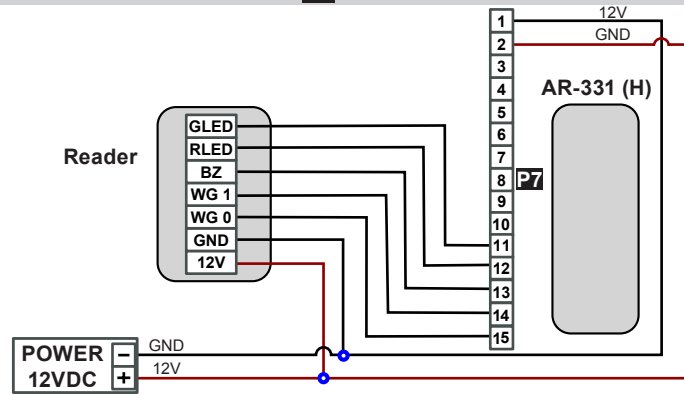 12V
GND
1
2
3
4
5
6
7
8
9
10
11
12
13
14
15
P7
AR-331 (H)
Reader
GLED
RLED
BZ
WG 1
WG 0
GND
12V
POWER
12VDC
−
+
GND
12V